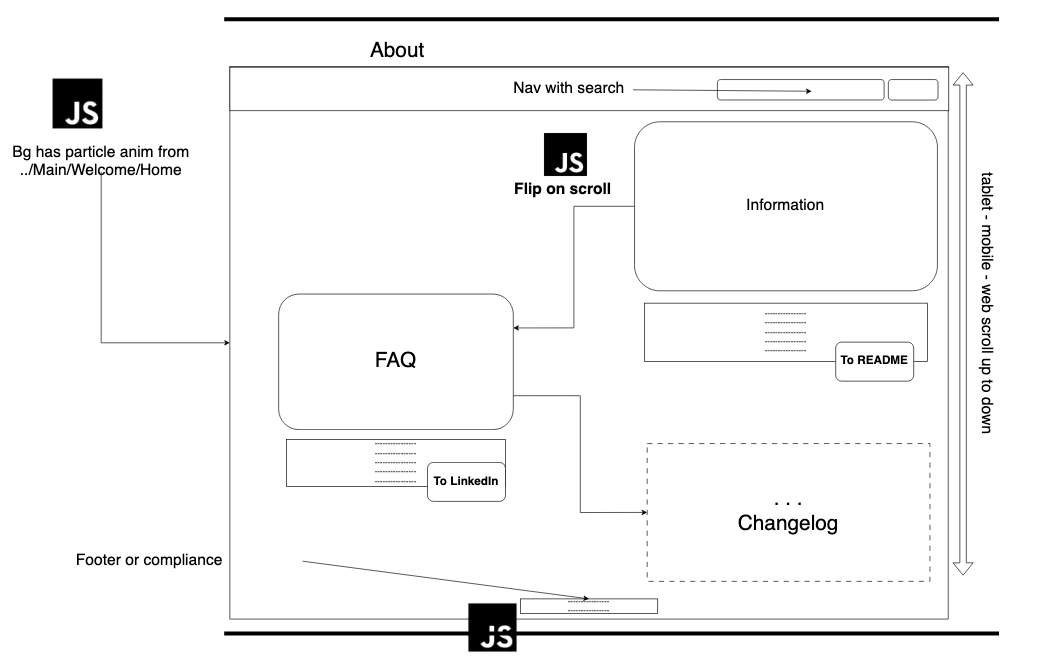 About
Nav with search
JS
Bg has particle anim from
../Main/Welcome/Home
JS
Flip on scroll
Information
To README
FAQ
To LinkedIn
. . .
Changelog
tablet - mobile - web scroll up to down
Footer or compliance
JS